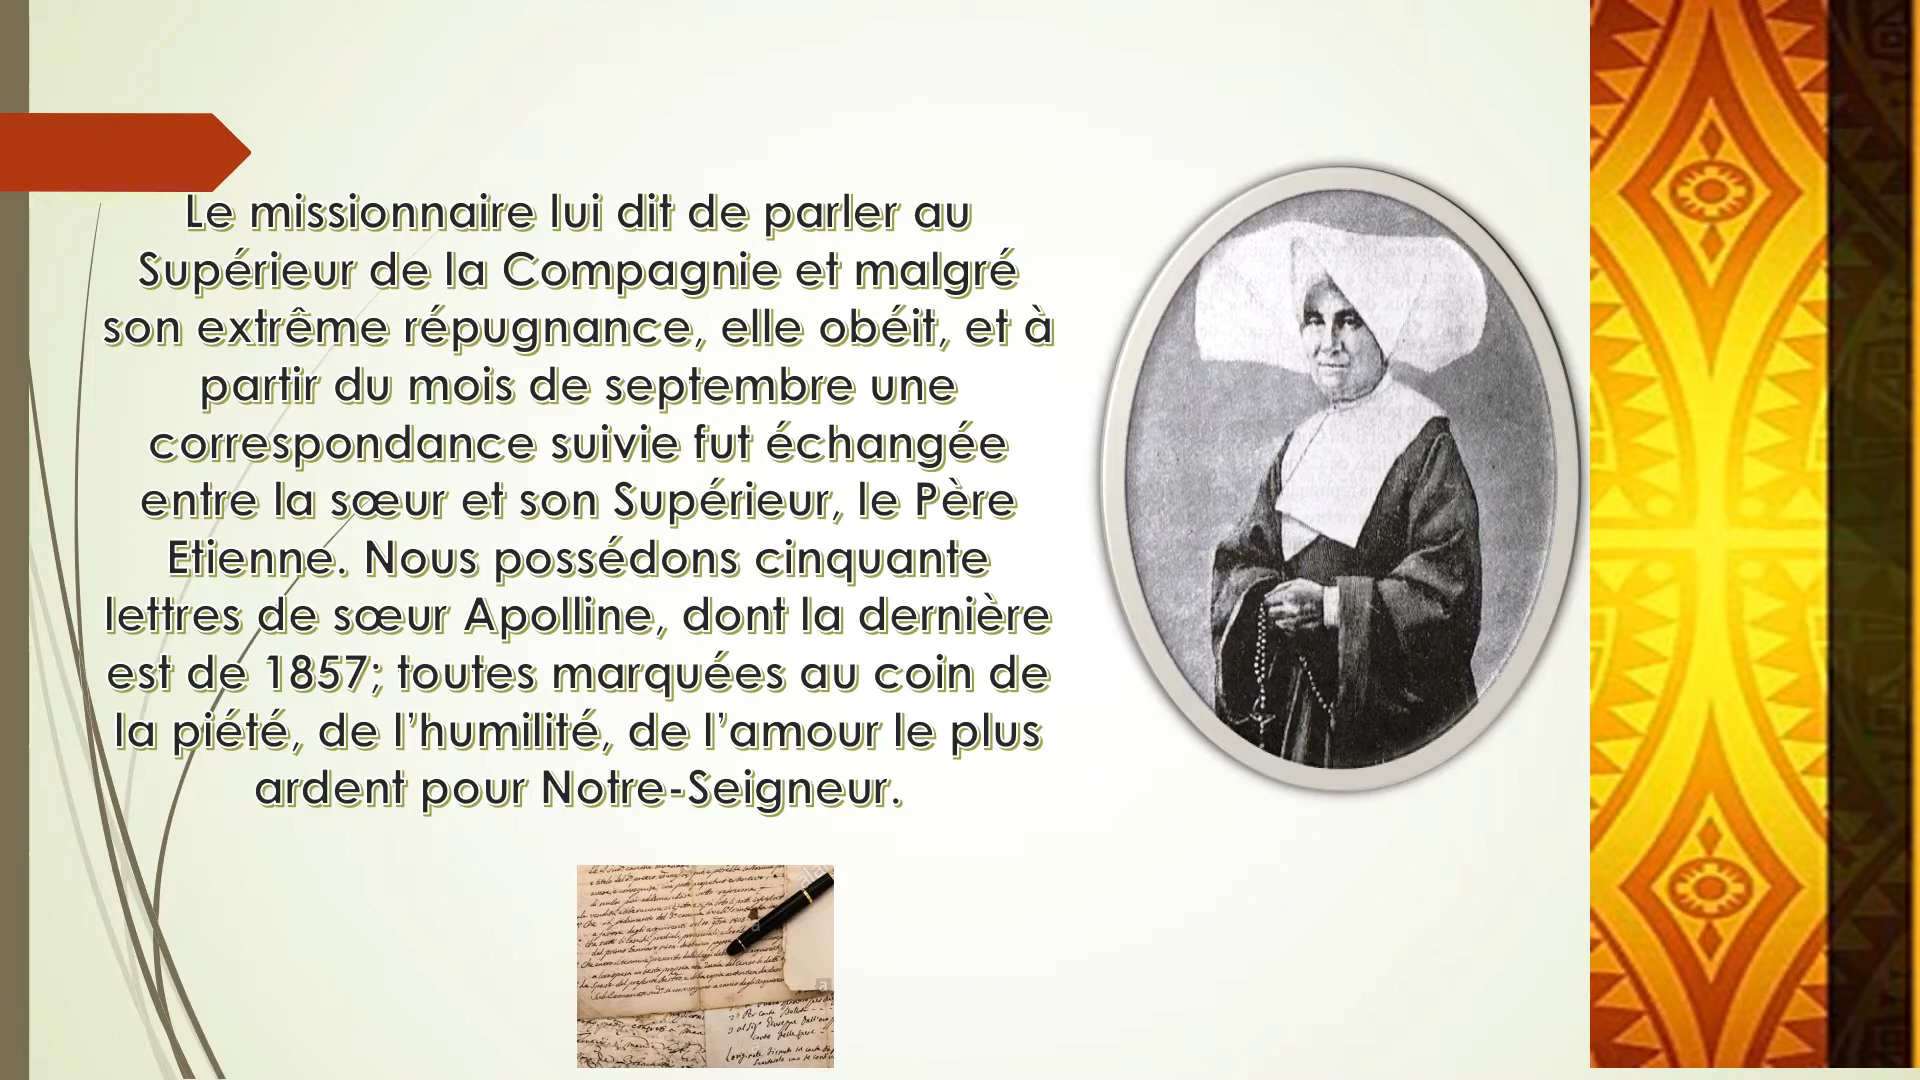 Le missionnaire lui dit de parler au
Supérieur de la Compagnie et malgré
son extrême répugnance, elle obéit, et à
partir du mois de septembre une
correspondance suivie fut échangée
entre la sœur et son Supérieur, le Père
Etienne. Nous possédons cinquante
lettres de sœur Apolline, dont la dernière
est de 1857; toutes marquées au coin de
la piété, de l’humilité, de l’amour le plus
ardent pour Notre-Seigneur.